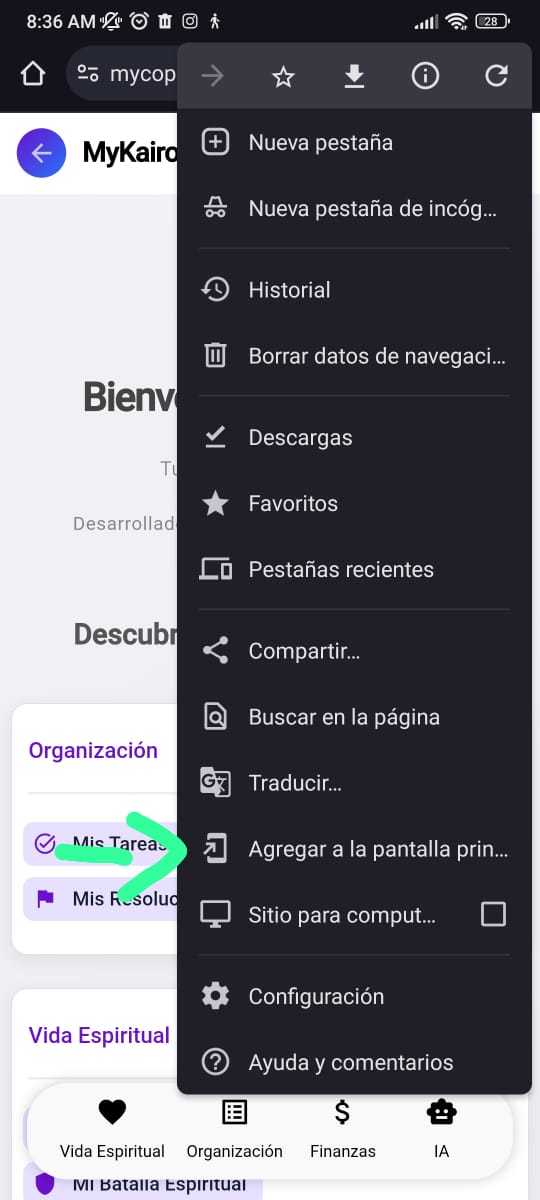 8:36 AM
28
mycop
MyKairo
Nueva pestaña
Nueva pestaña de incóg...
Historial
Borrar datos de navegaci...
Bienve
Descargas
Tu
Favoritos
Desarrollad
Pestañas recientes
Descubr
Compartir...
Buscar en la página
Organización
Traducir...
Mis Tareas
Agregar a la pantalla prin...
Mis Resoluc
Sitio para comput...
Configuración
Vida Espiritual
Ayuda y comentarios
Vida Espiritual Organización Finanzas IA
Mi Batalla Espiritual